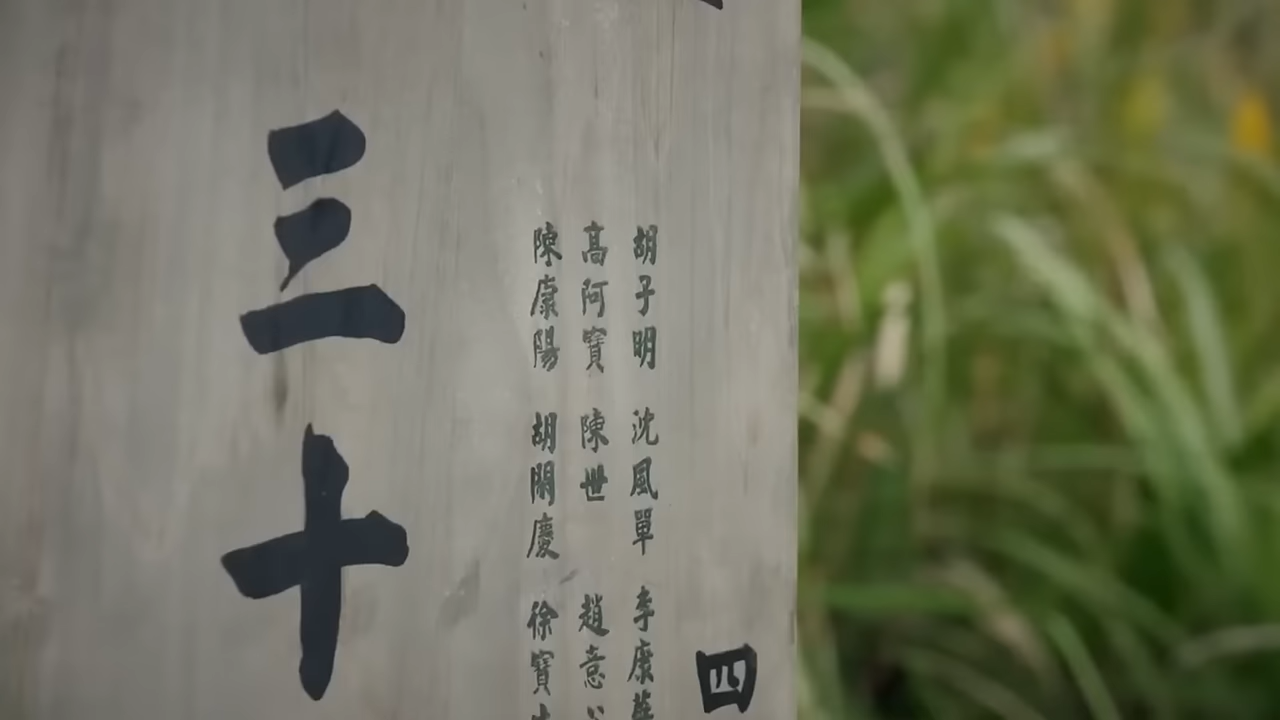 四
胡子明 沈風單 李康
高阿寶 陳世 趙意
陳康陽 胡閑慶 徐寶
三十